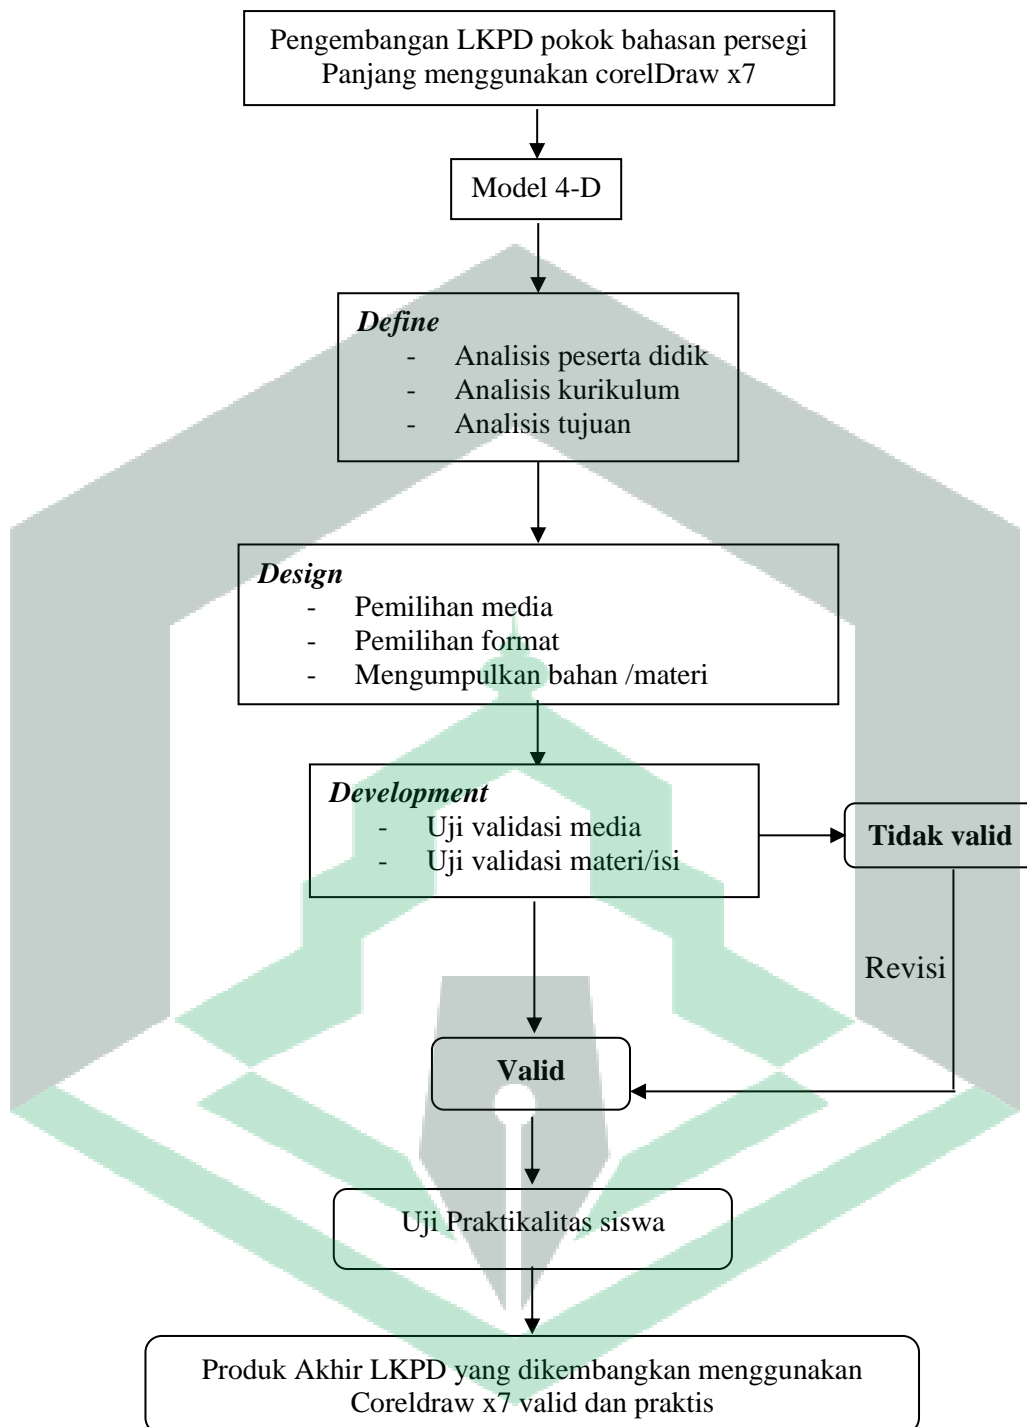 Pengembangan LKPD pokok bahasan persegi
Panjang menggunakan corelDraw x7
Model 4-D
Define
- Analisis peserta didik
- Analisis kurikulum
- Analisis tujuan
Design
- Pemilihan media
- Pemilihan format
- Mengumpulkan bahan /materi
Development
- Uji validasi media
- Uji validasi materi/isi
Tidak valid
Revisi
Valid
Uji Praktikalitas siswa
Produk Akhir LKPD yang dikembangkan menggunakan
Coreldraw x7 valid dan praktis